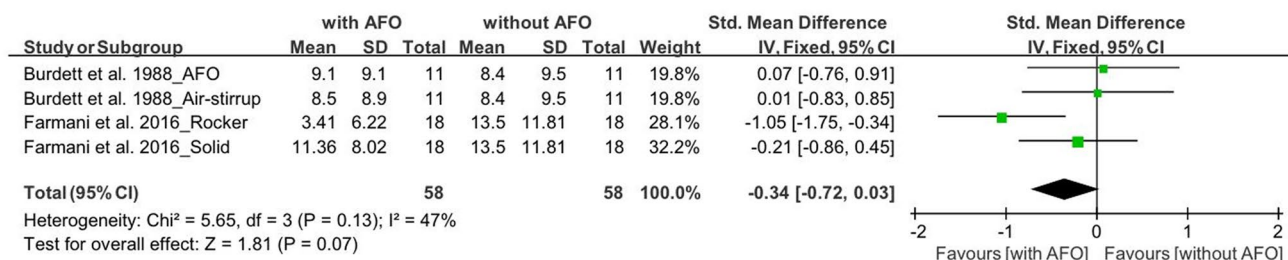 with AFO without AFO Std. Mean Difference Std. Mean Difference
Study or Subgroup Mean SD Total Mean SD Total Weight IV, Fixed, 95% CI IV, Fixed, 95% CI
Burdett et al. 1988_AFO 9.1 9.1 11 8.4 9.5 11 19.8% 0.07 [-0.76, 0.91]
Burdett et al. 1988_Air-stirrup 8.5 8.9 11 8.4 9.5 11 19.8% 0.01 [-0.83, 0.85]
Farmani et al. 2016_Rocker 3.41 6.22 18 13.5 11.81 18 28.1% -1.05 [-1.75, -0.34]
Farmani et al. 2016_Solid 11.36 8.02 18 13.5 11.81 18 32.2% -0.21 [-0.86, 0.45]
Total (95% CI) 58 58 100.0% -0.34 [-0.72, 0.03]
Heterogeneity: Chi² = 5.65, df = 3 (P = 0.13); I² = 47%
Test for overall effect: Z = 1.81 (P = 0.07)
-2 -1 0 1 2
Favours [with AFO] Favours [without AFO]